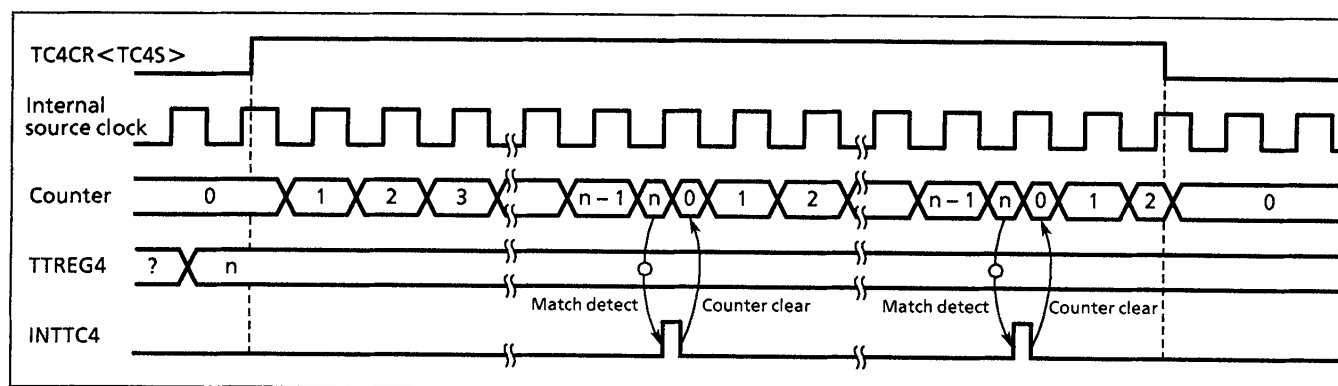 TC4CR<TC4S>
Internal
source clock
Counter 0 1 2 3 n – 1 n 0 1 2 n – 1 n 0 1 2 0
TTREG4 ? n
Match detect Counter clear Match detect Counter clear
INTTC4